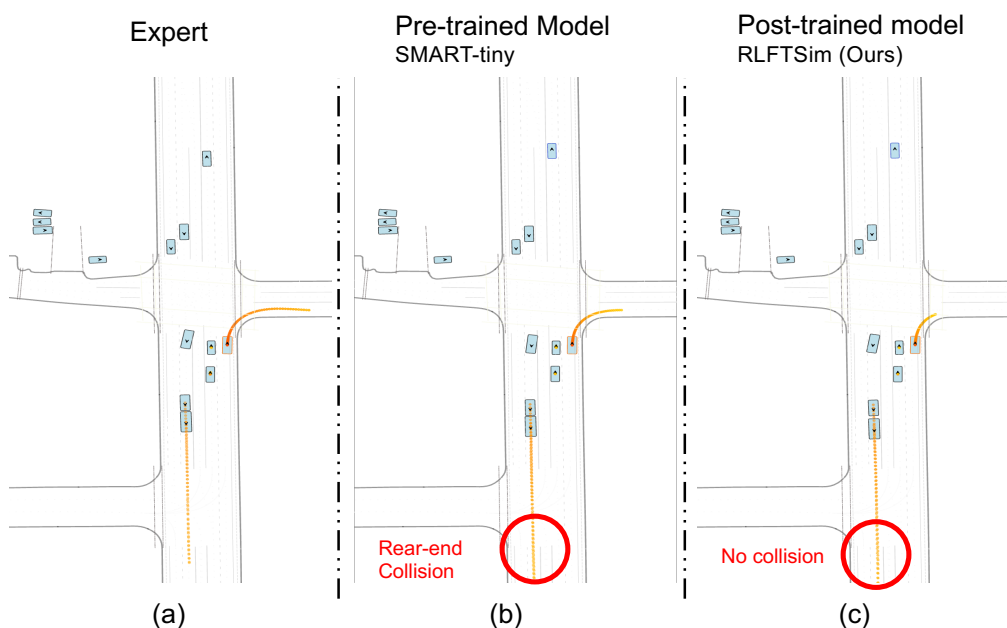 Expert
Pre-trained Model
SMART-tiny
Post-trained model
RLFTSim (Ours)
Rear-end
Collision
No collision
(a)
(b)
(c)